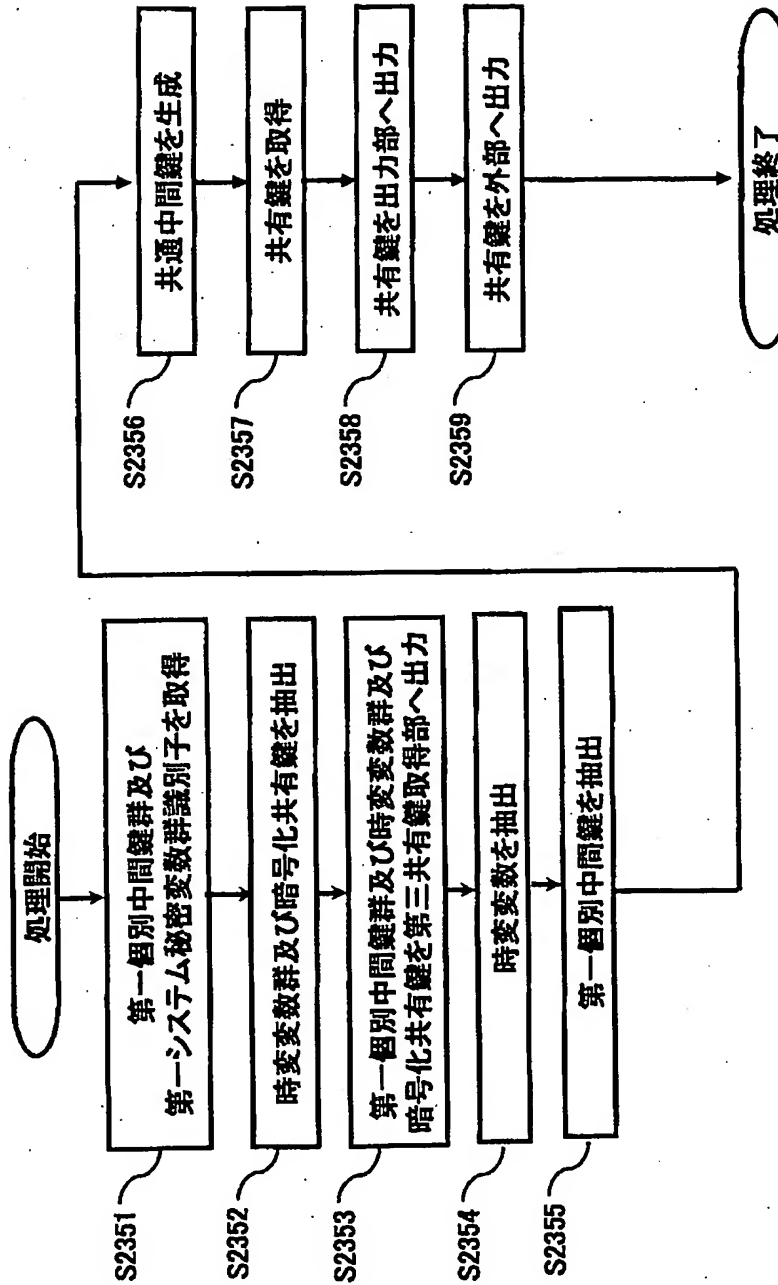 処理開始
S2351
第一個別中間鍵群及び
第一システム秘密変数群識別子を取得
S2352
時変変数群及び暗号化共有鍵を抽出
S2353
第一個別中間鍵群及び時変変数群及び
暗号化共有鍵を第三共有鍵取得部へ出力
S2354
時変変数を抽出
S2355
第一個別中間鍵を抽出
S2356
共通中間鍵を生成
S2357
共有鍵を取得
S2358
共有鍵を出力部へ出力
S2359
共有鍵を外部へ出力
処理終了